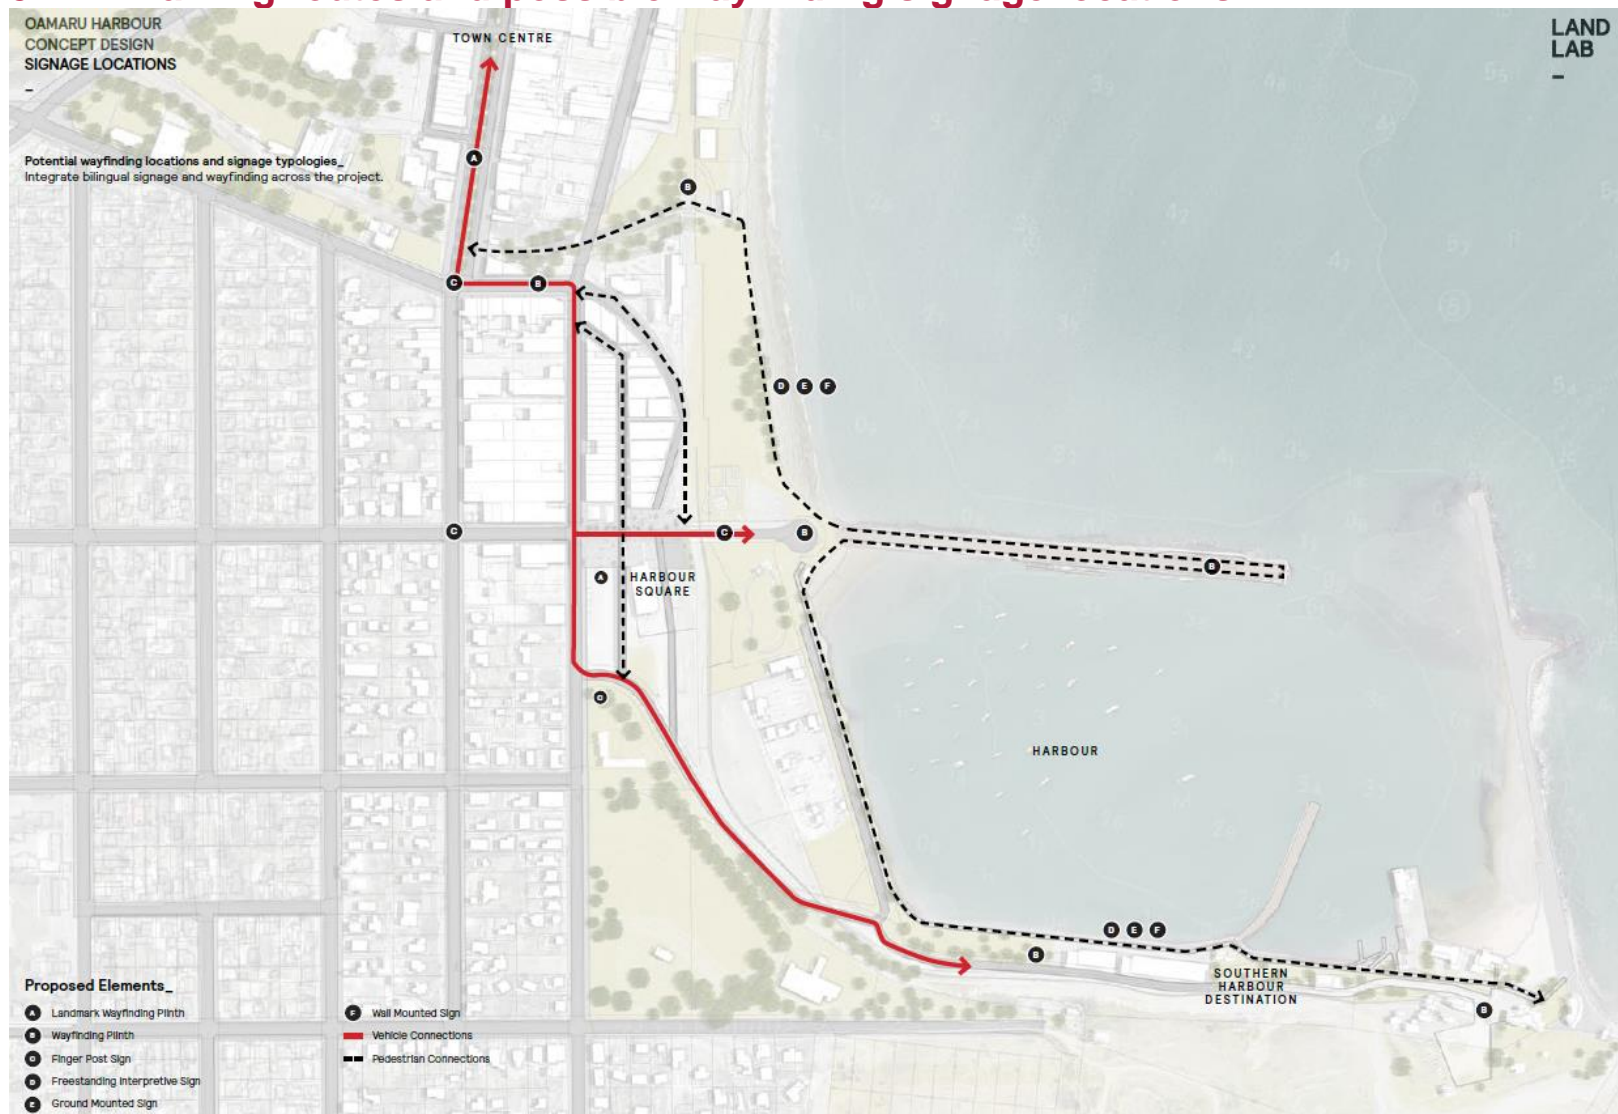 OAMARU HARBOUR
CONCEPT DESIGN
SIGNAGE LOCATIONS
–
LAND
LAB
–
TOWN CENTRE
Potential wayfinding locations and signage typologies_
Integrate bilingual signage and wayfinding across the project.
A
B
C
B
D E F
C
C
B
B
A
HARBOUR
SQUARE
C
HARBOUR
D E F
B
SOUTHERN
HARBOUR
DESTINATION
B
Proposed Elements_
A Landmark Wayfinding Plinth
B Wayfinding Plinth
C Finger Post Sign
D Freestanding Interpretive Sign
E Ground Mounted Sign
F Wall Mounted Sign
Vehicle Connections
Pedestrian Connections